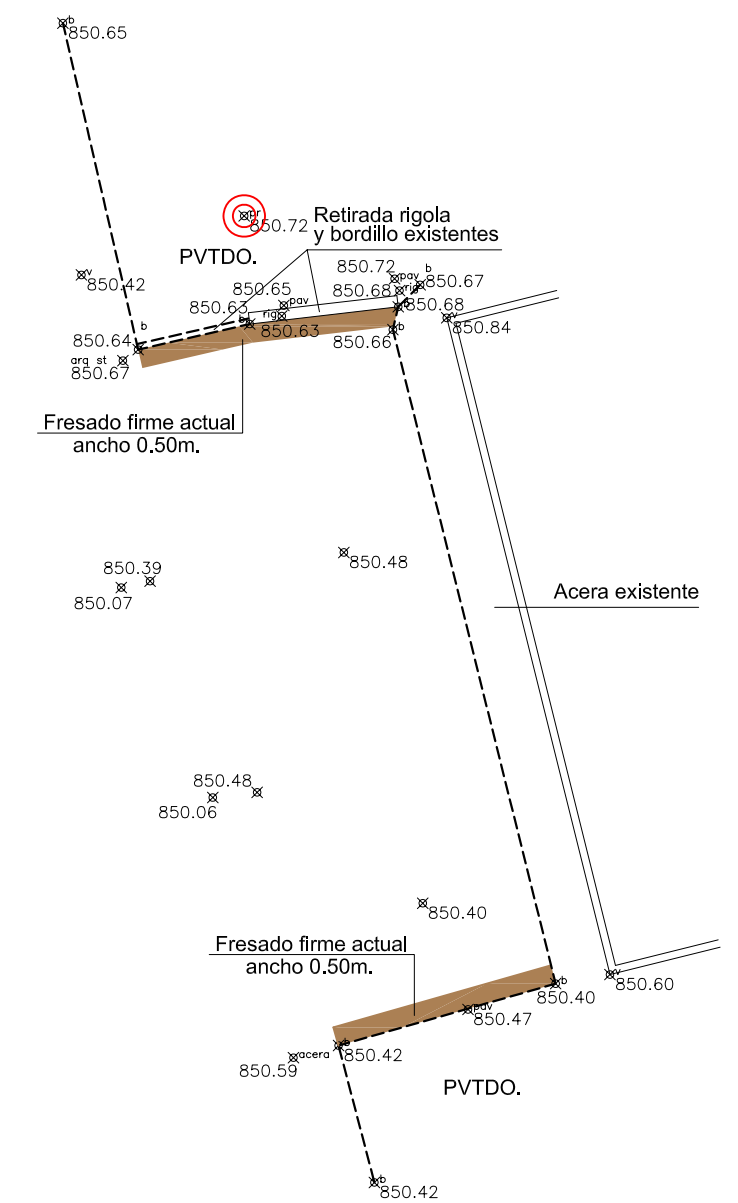 b
850.65
pr
850.72
Retirada rigola
y bordillo existentes
PVTDO.
v
850.42
850.72
pav
b
850.67
850.65
pav
850.68
rig
850.63
rig
850.63
b
850.68
b
850.64
850.66
b
v
850.84
arq st
850.67
Fresado firme actual
ancho 0.50m.
850.48
850.39
850.07
Acera existente
850.48
850.06
850.40
Fresado firme actual
ancho 0.50m.
b
850.40
v
850.60
pav
850.47
b
850.42
acera
850.59
PVTDO.
b
850.42